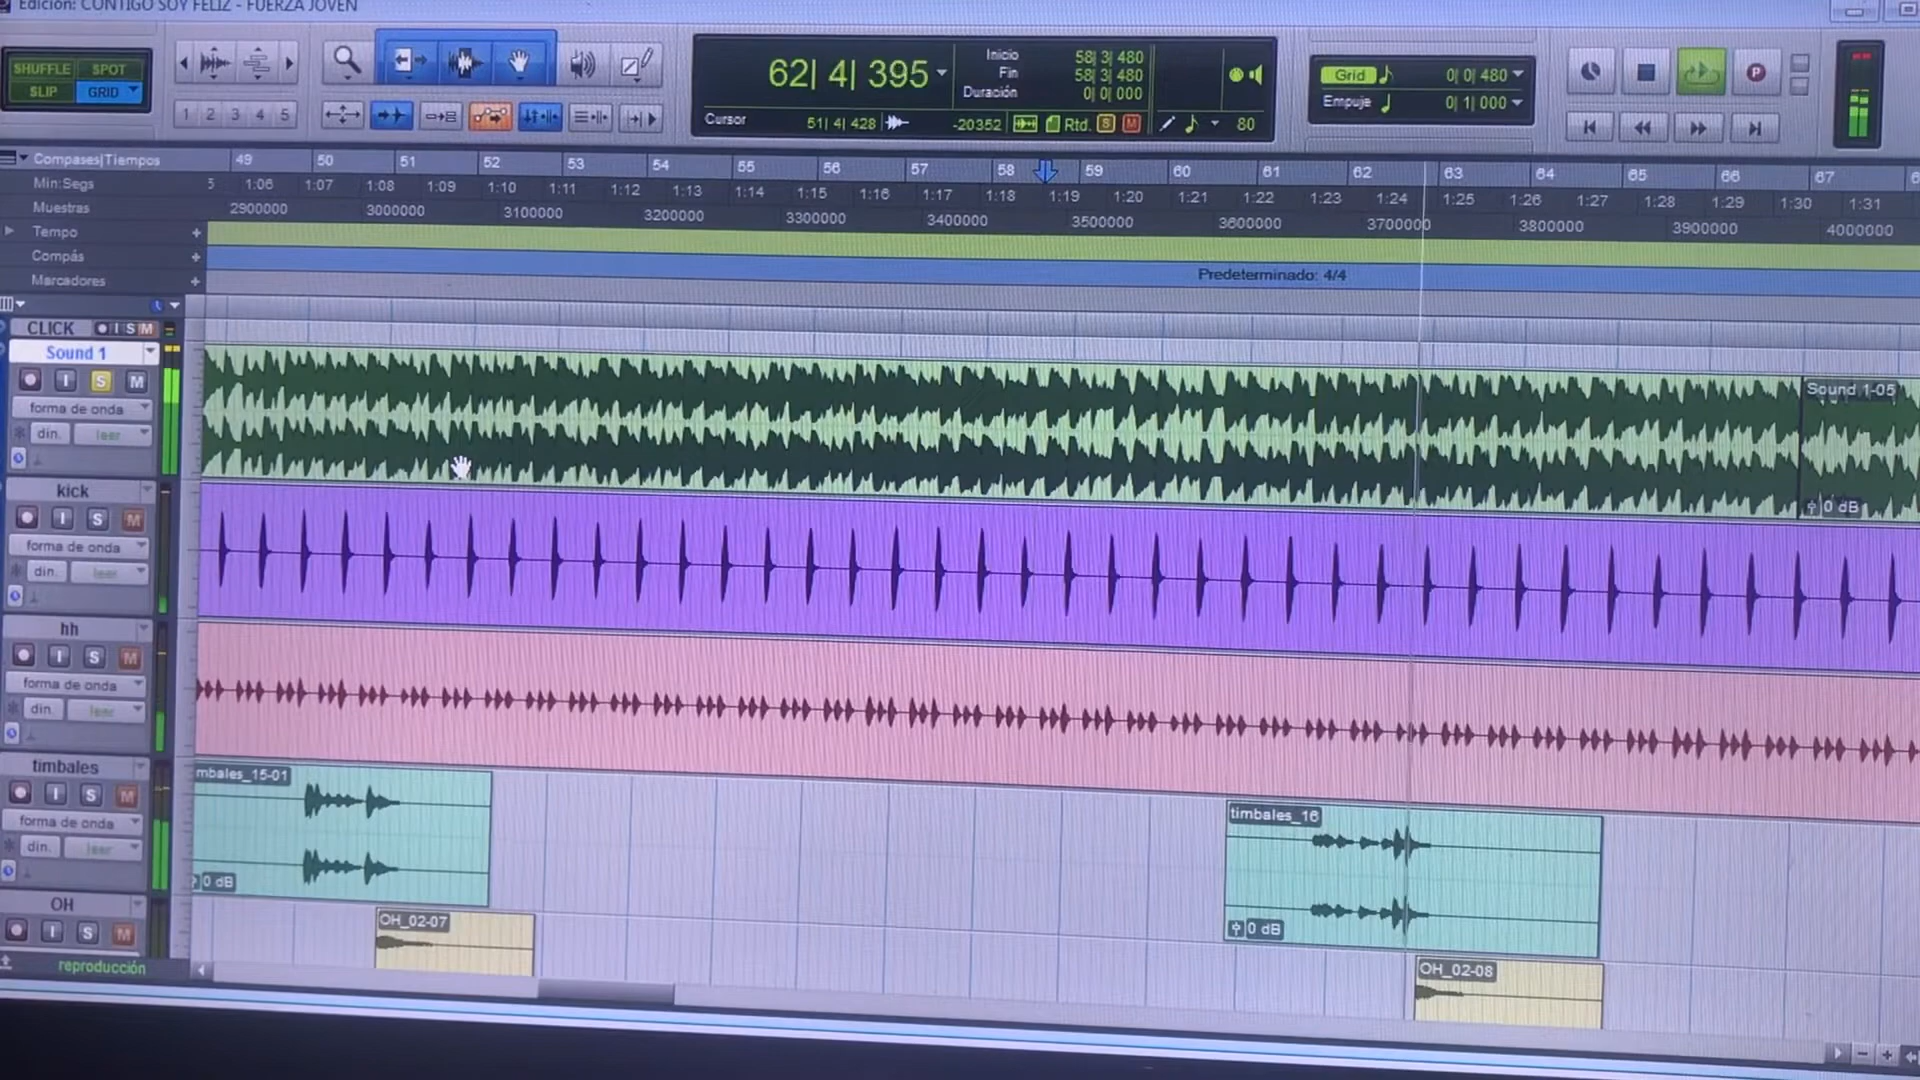 Edición: CONTIGO SOY FELIZ - FUERZA JOVEN
SHUFFLE SPOT
SLIP GRID
1 2 3 4 5
62| 4| 395
Inicio 58| 3| 480
Fin 58| 3| 480
Duración 0| 0| 000
Cursor 51| 4| 428 -20352 Rtd. S M 80
Grid 0| 0| 480
Empuje 0| 1| 000
P
Compases|Tiempos 49 50 51 52 53 54 55 56 57 58 59 60 61 62 63 64 65 66 67
Min:Segs 5 1:06 1:07 1:08 1:09 1:10 1:11 1:12 1:13 1:14 1:15 1:16 1:17 1:18 1:19 1:20 1:21 1:22 1:23 1:24 1:25 1:26 1:27 1:28 1:29 1:30 1:31
Muestras 2900000 3000000 3100000 3200000 3300000 3400000 3500000 3600000 3700000 3800000 3900000 4000000
Tempo
Compás
Predeterminado: 4/4
Marcadores
CLICK I S M
Sound 1
I S M
forma de onda
din. leer
Sound 1-05
0 dB
kick
I S M
forma de onda
din. leer
hh
I S M
forma de onda
din. leer
timbales
I S M
forma de onda
din. leer
mbales_15-01
0 dB
timbales_16
0 dB
OH
I S M
OH_02-07
OH_02-08
reproducción